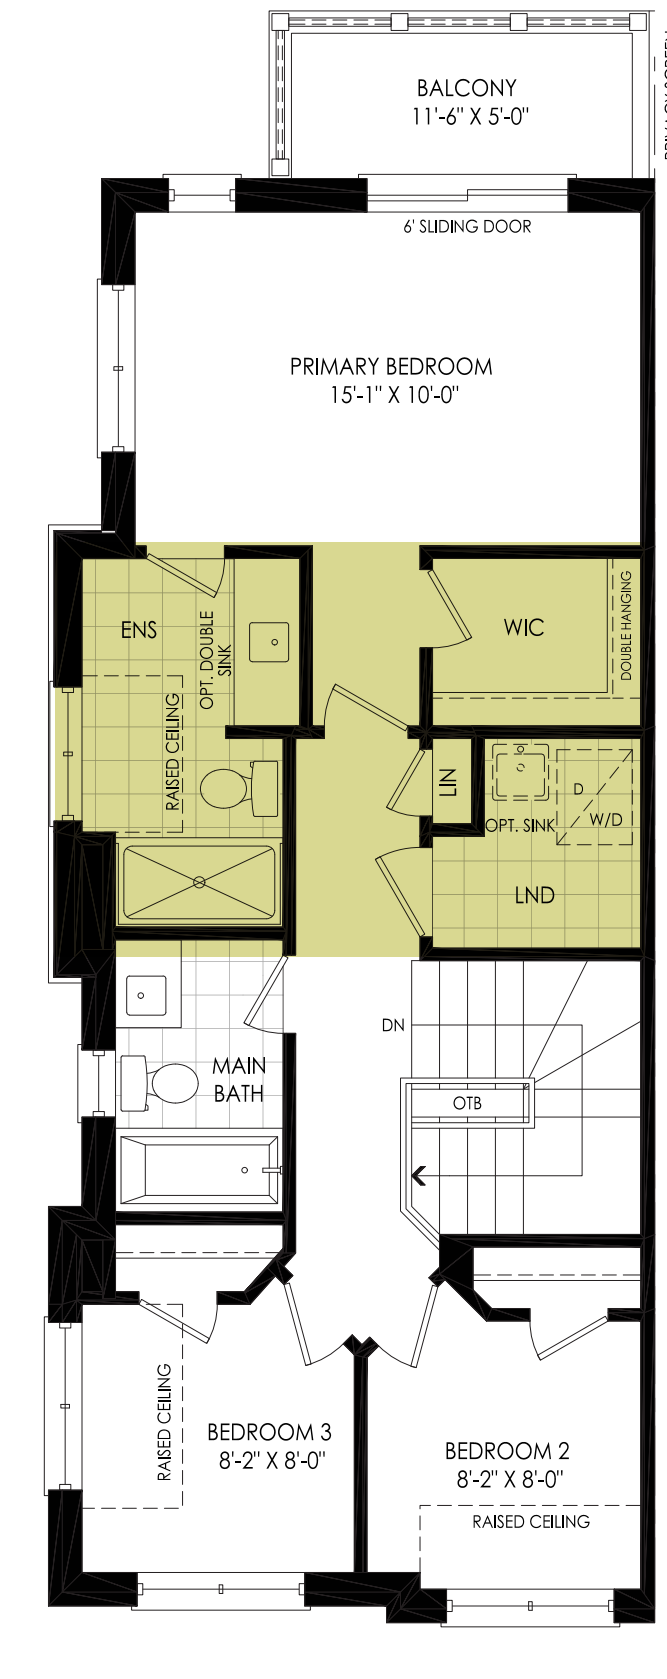 BALCONY
11'-6" X 5'-0"
PRIVACY SCREEN
6' SLIDING DOOR
PRIMARY BEDROOM
15'-1" X 10'-0"
ENS
OPT. DOUBLE
SINK
WIC
DOUBLE HANGING
RAISED CEILING
LIN
D
W/D
OPT. SINK
LND
DN
MAIN
BATH
OTB
RAISED CEILING
BEDROOM 3
8'-2" X 8'-0"
BEDROOM 2
8'-2" X 8'-0"
RAISED CEILING